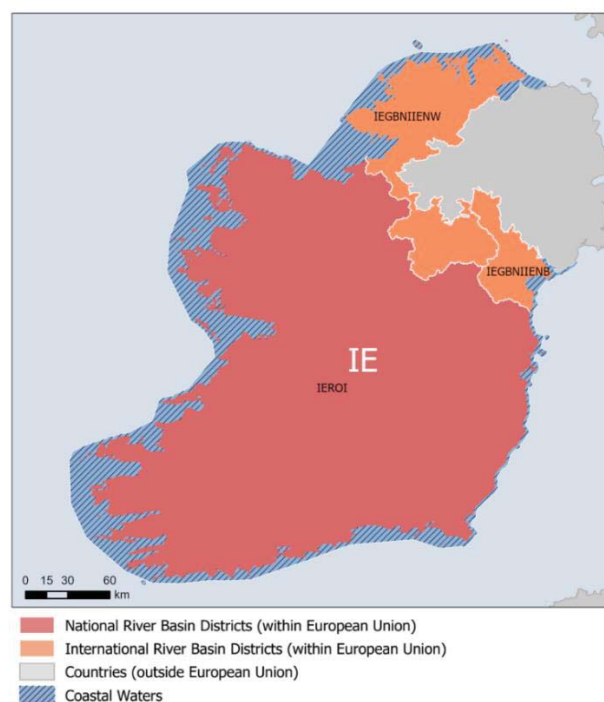 IEGBNIIENW
IEGBNIIENB
IE
IEROI
0 15 30 60
km
National River Basin Districts (within European Union)
International River Basin Districts (within European Union)
Countries (outside European Union)
Coastal Waters